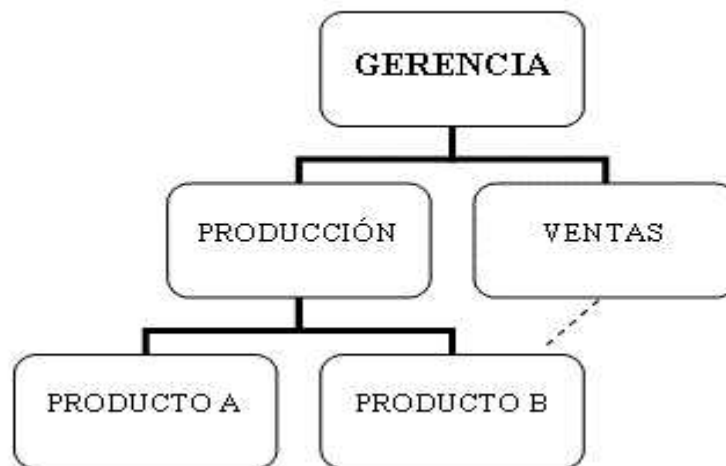 GERENCIA
PRODUCCIÓN
VENTAS
PRODUCTO A
PRODUCTO B